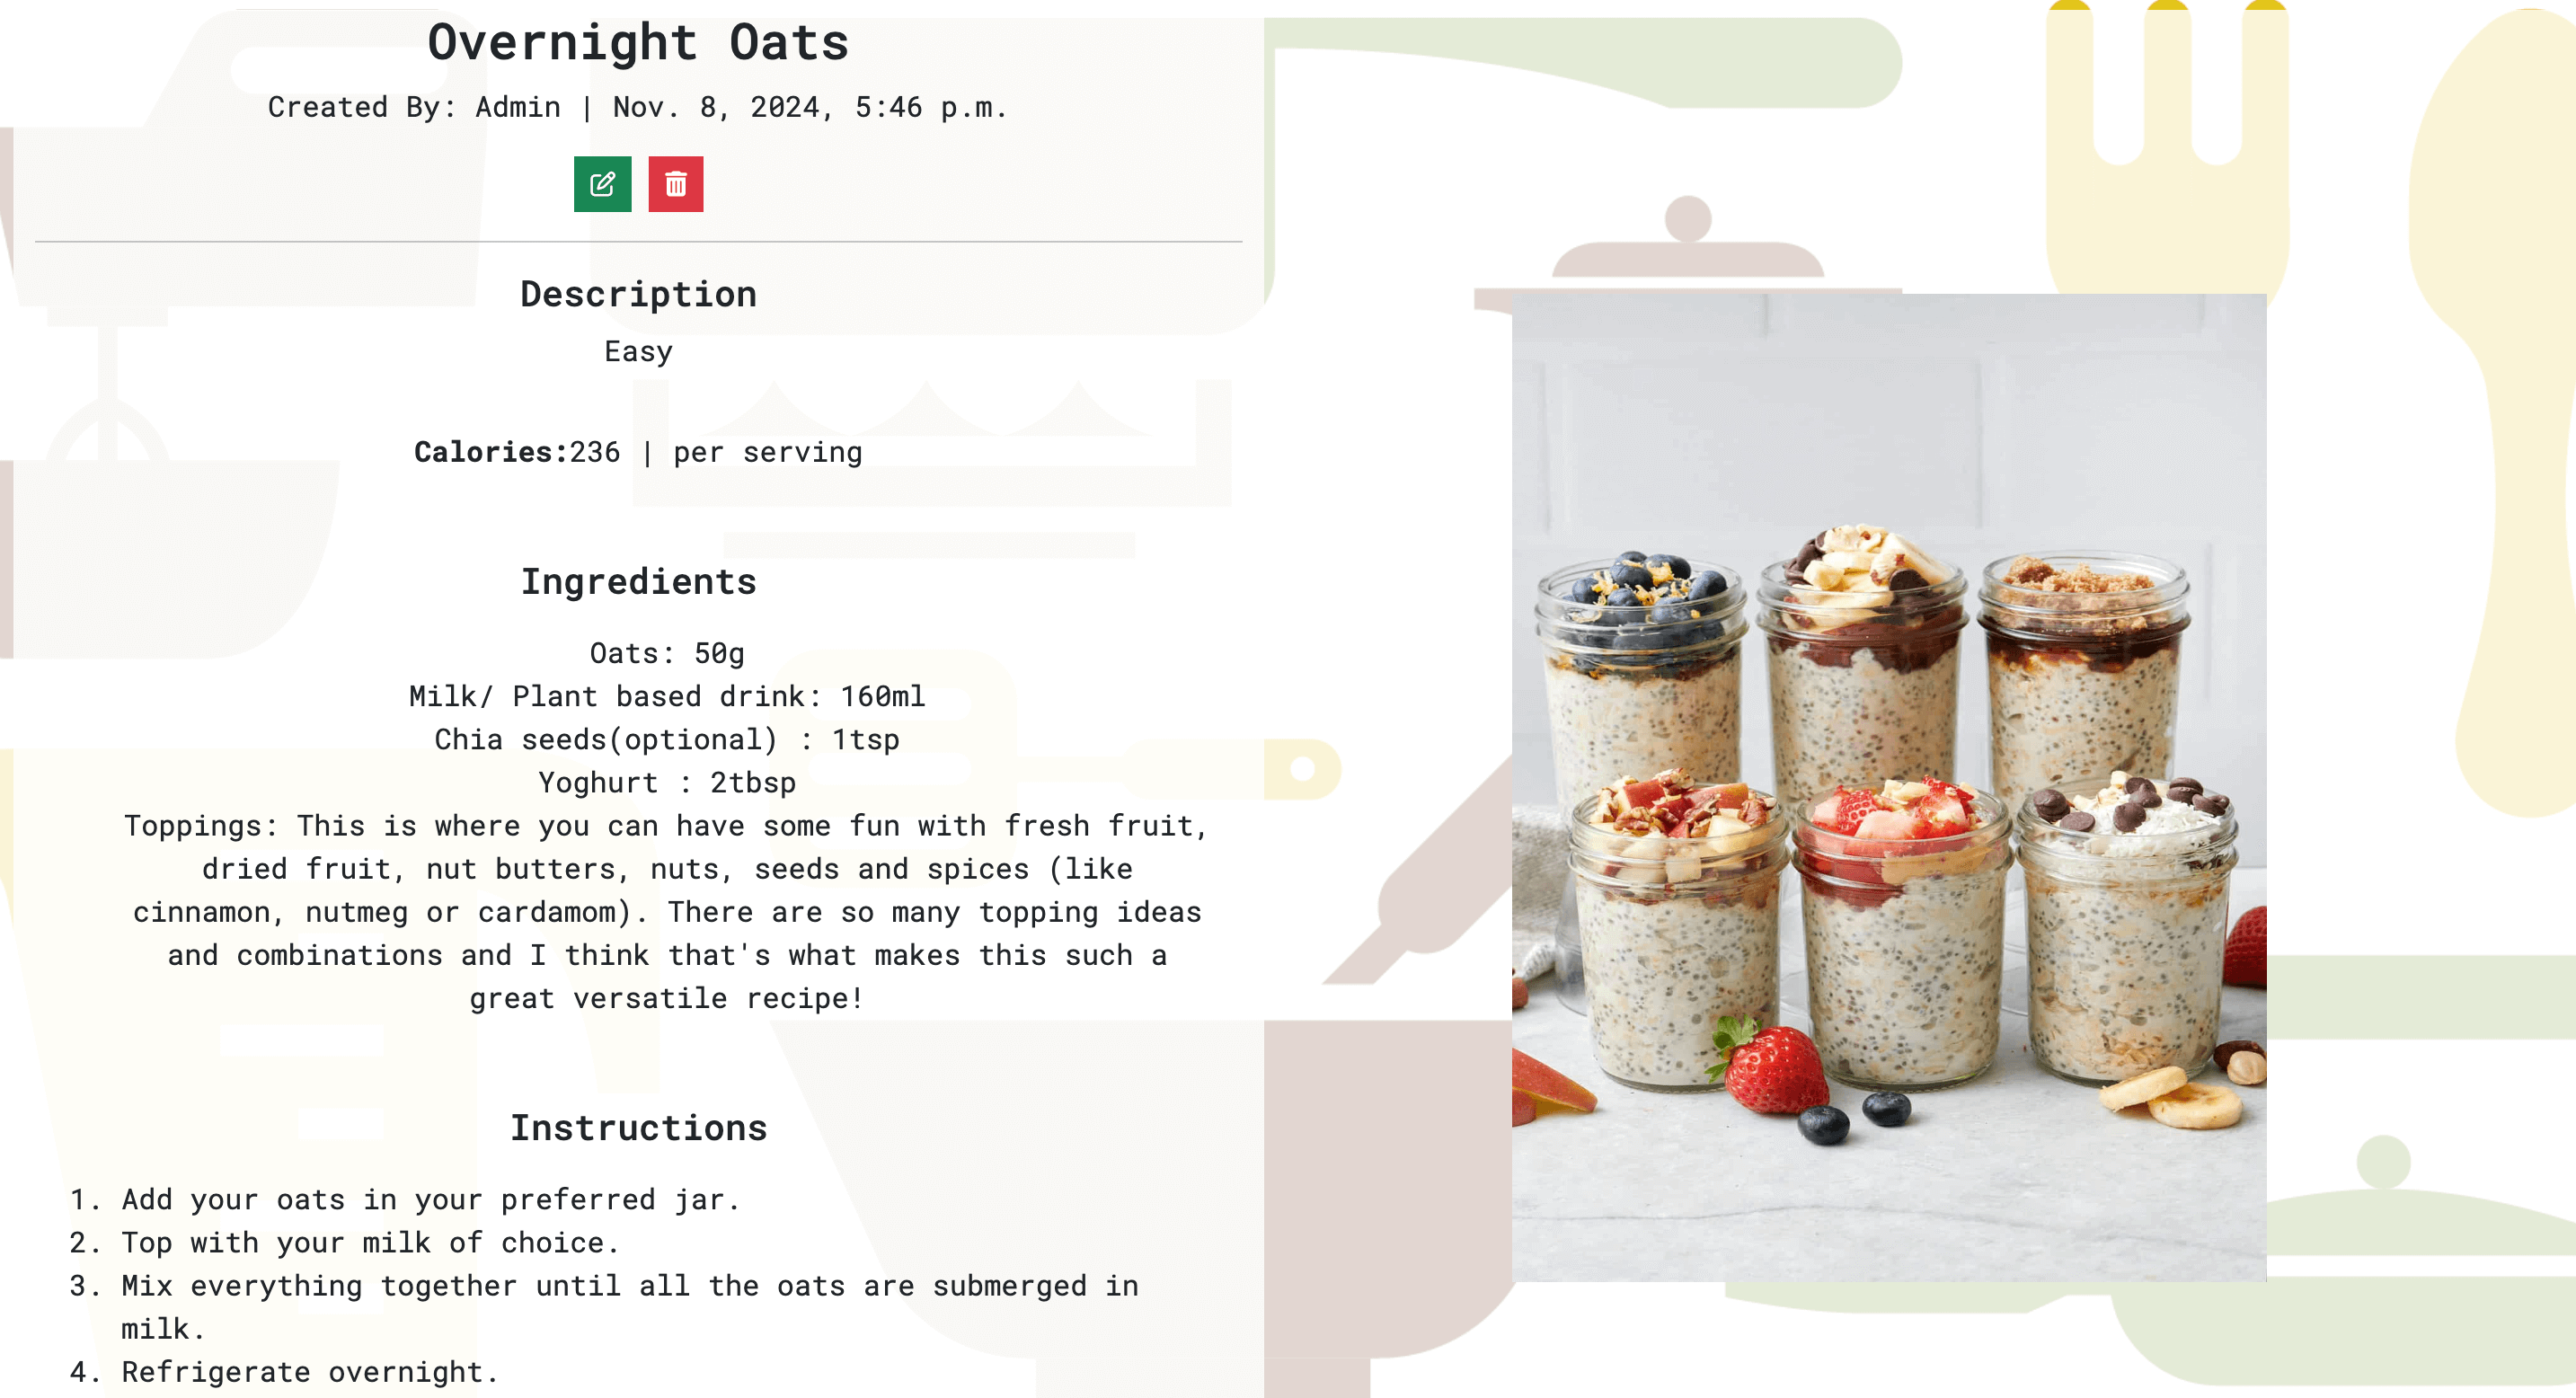 Overnight Oats
Created By: Admin | Nov. 8, 2024, 5:46 p.m.
Description
Easy
Calories:236 | per serving
Ingredients
Oats: 50g
Milk/ Plant based drink: 160ml
Chia seeds(optional) : 1tsp
Yoghurt : 2tbsp
Toppings: This is where you can have some fun with fresh fruit,
dried fruit, nut butters, nuts, seeds and spices (like
cinnamon, nutmeg or cardamom). There are so many topping ideas
and combinations and I think that's what makes this such a
great versatile recipe!
Instructions
1. Add your oats in your preferred jar.
2. Top with your milk of choice.
3. Mix everything together until all the oats are submerged in
milk.
4. Refrigerate overnight.